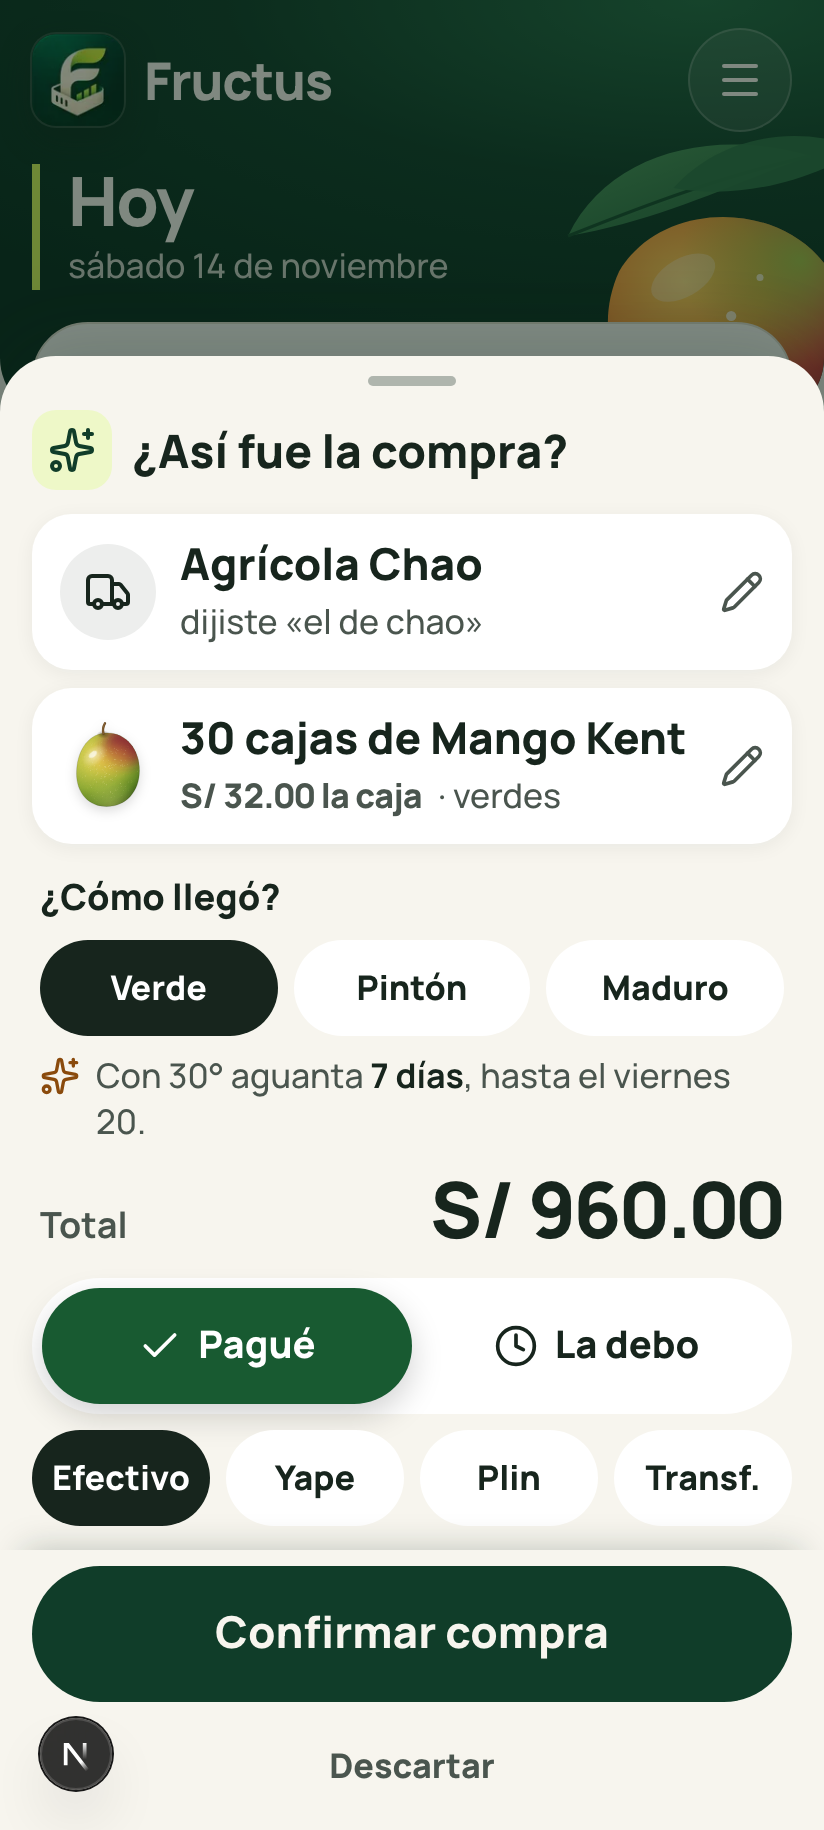 Fructus
Hoy
sábado 14 de noviembre
¿Así fue la compra?
Agrícola Chao
dijiste «el de chao»
30 cajas de Mango Kent
S/ 32.00 la caja · verdes
¿Cómo llegó?
Verde
Pintón
Maduro
Con 30° aguanta 7 días, hasta el viernes
20.
Total
S/ 960.00
Pagué
La debo
Efectivo
Yape
Plin
Transf.
Confirmar compra
N
Descartar